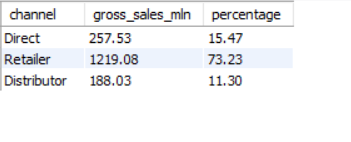 channel gross_sales_mln percentage
Direct 257.53 15.47
Retailer 1219.08 73.23
Distributor 188.03 11.30